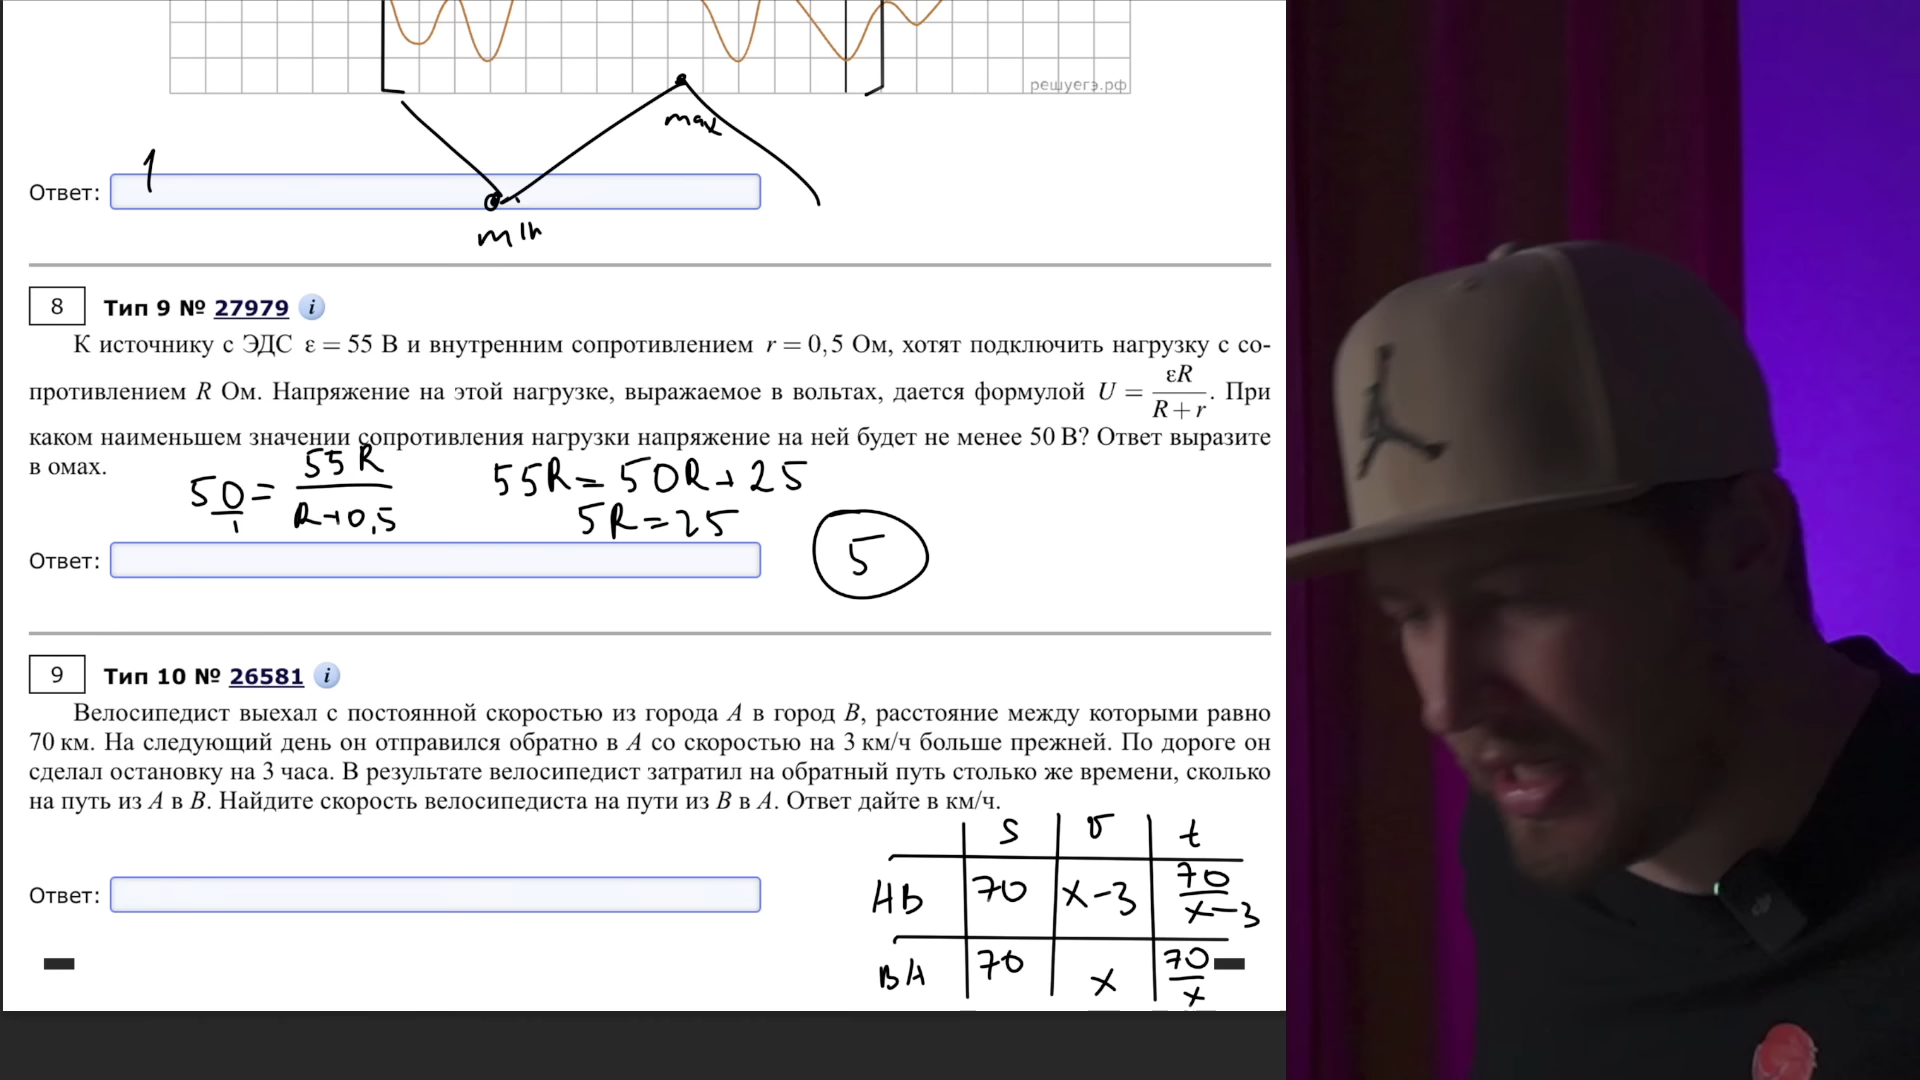 решуегэ.рф
max
1
Ответ:
min
8 Тип 9 № 27979 i
К источнику с ЭДС ε = 55 В и внутренним сопротивлением r = 0,5 Ом, хотят подключить нагрузку с со-
противлением R Ом. Напряжение на этой нагрузке, выражаемое в вольтах, дается формулой U = εR / (R + r). При
каком наименьшем значении сопротивления нагрузки напряжение на ней будет не менее 50 В? Ответ выразите
в омах.
50/1 = 55R / (R+0,5)
55R = 50R + 25
5R = 25
5
Ответ:
9 Тип 10 № 26581 i
Велосипедист выехал с постоянной скоростью из города A в город B, расстояние между которыми равно
70 км. На следующий день он отправился обратно в A со скоростью на 3 км/ч больше прежней. По дороге он
сделал остановку на 3 часа. В результате велосипедист затратил на обратный путь столько же времени, сколько
на путь из A в B. Найдите скорость велосипедиста на пути из B в A. Ответ дайте в км/ч.
S v t
AB 70 x-3 70/(x-3)
BA 70 x 70/x
Ответ: